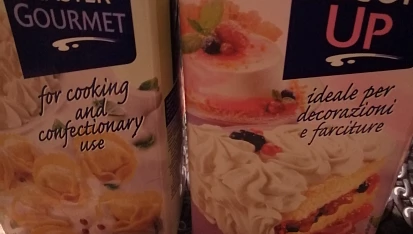 GOURMET
for cooking
and
confectionary
use
UP
ideale per
decorazioni
e farciture